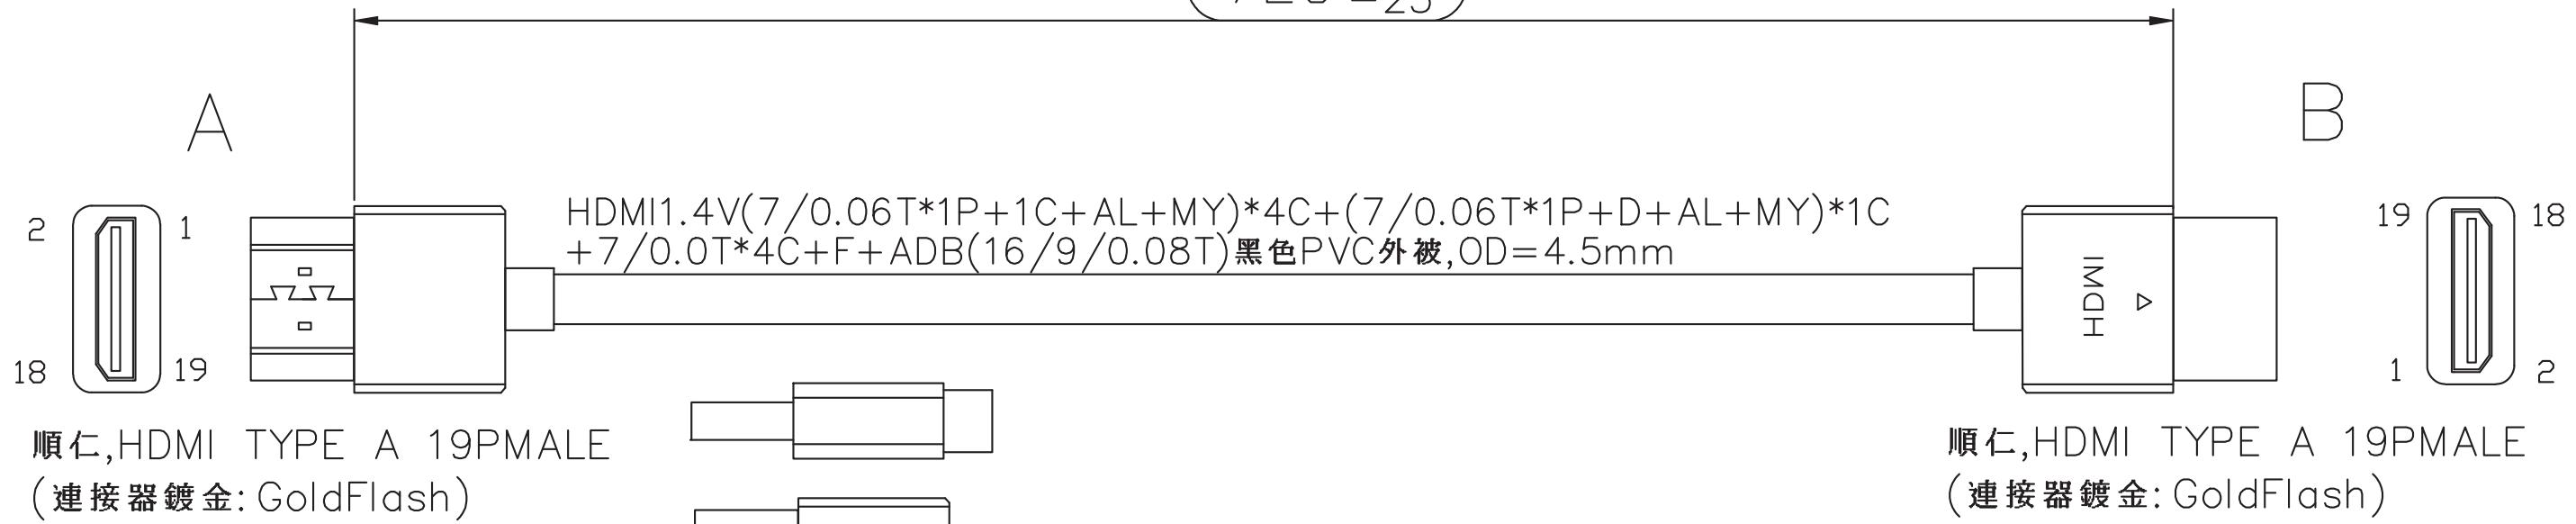 A
B
HDMI1.4V(7/0.06T*1P+1C+AL+MY)*4C+(7/0.06T*1P+D+AL+MY)*1C
+7/0.0T*4C+F+ADB(16/9/0.08T)黑色PVC外被,OD=4.5mm
2 1
19 18
HDMI
18 19
1 2
順仁,HDMI TYPE A 19PMALE
(連接器鍍金:GoldFlash)
順仁,HDMI TYPE A 19PMALE
(連接器鍍金:GoldFlash)